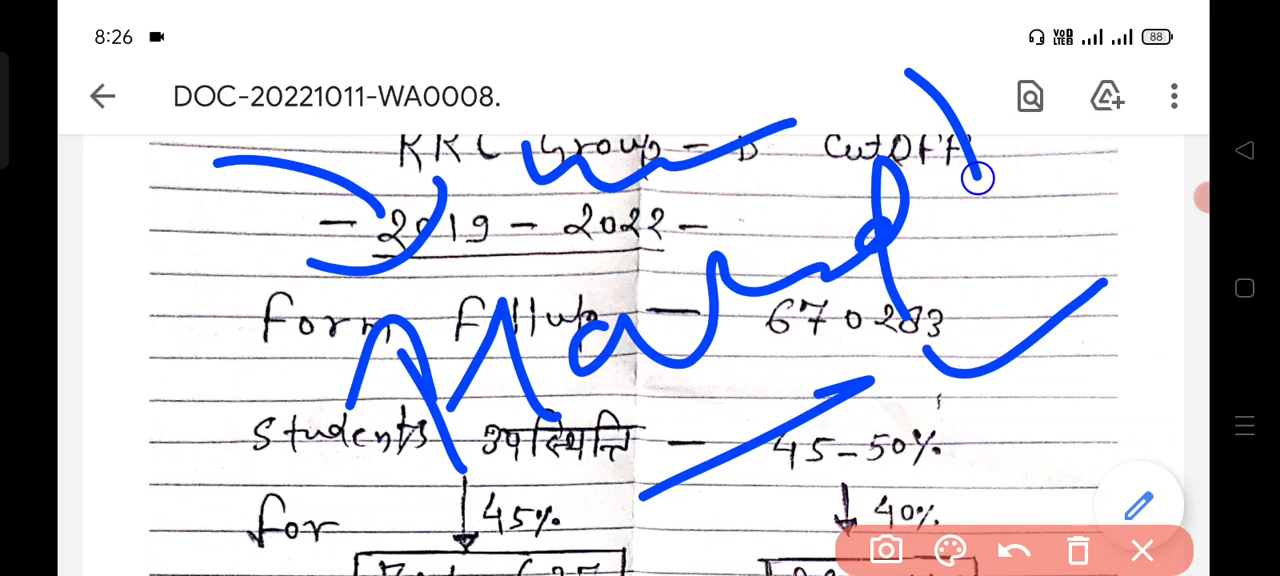 8:26 88
DOC-20221011-WA0008.
RRC Group - D CutOff
- 2019 - 2022 -
Form Fillup - 670283
Students उपस्थिति - 45-50%.
for 45%. 40%.